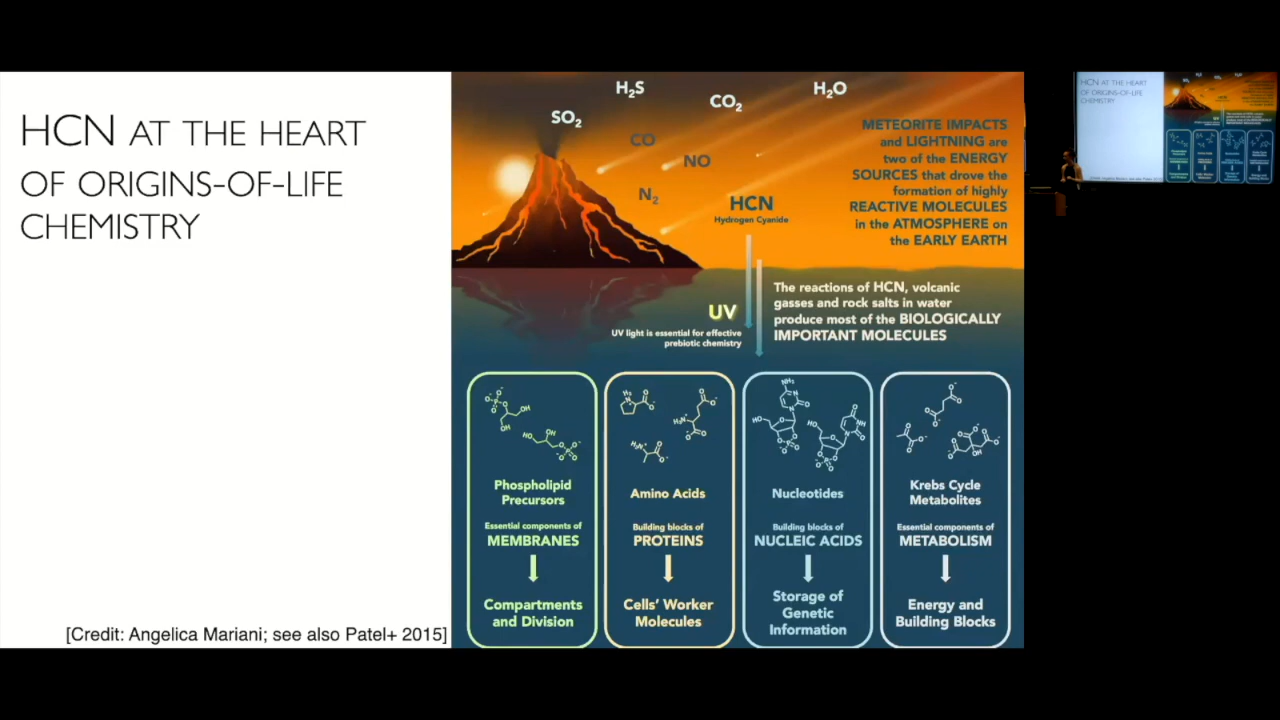 HCN AT THE HEART
OF ORIGINS-OF-LIFE
CHEMISTRY
[Credit: Angelica Mariani; see also Patel+ 2015]
H2S
CO2
H2O
SO2
CO
NO
N2
HCN
Hydrogen Cyanide
METEORITE IMPACTS
and LIGHTNING are
two of the ENERGY
SOURCES that drove the
formation of highly
REACTIVE MOLECULES
in the ATMOSPHERE on
the EARLY EARTH
UV
UV light is essential for effective
prebiotic chemistry
The reactions of HCN, volcanic
gasses and rock salts in water
produce most of the BIOLOGICALLY
IMPORTANT MOLECULES
Phospholipid
Precursors
Essential components of
MEMBRANES
Compartments
and Division
Amino Acids
Building blocks of
PROTEINS
Cells' Worker
Molecules
Nucleotides
Building blocks of
NUCLEIC ACIDS
Storage of
Genetic
Information
Krebs Cycle
Metabolites
Essential components of
METABOLISM
Energy and
Building Blocks
HCN AT THE HEART
OF ORIGINS-OF-LIFE
CHEMISTRY